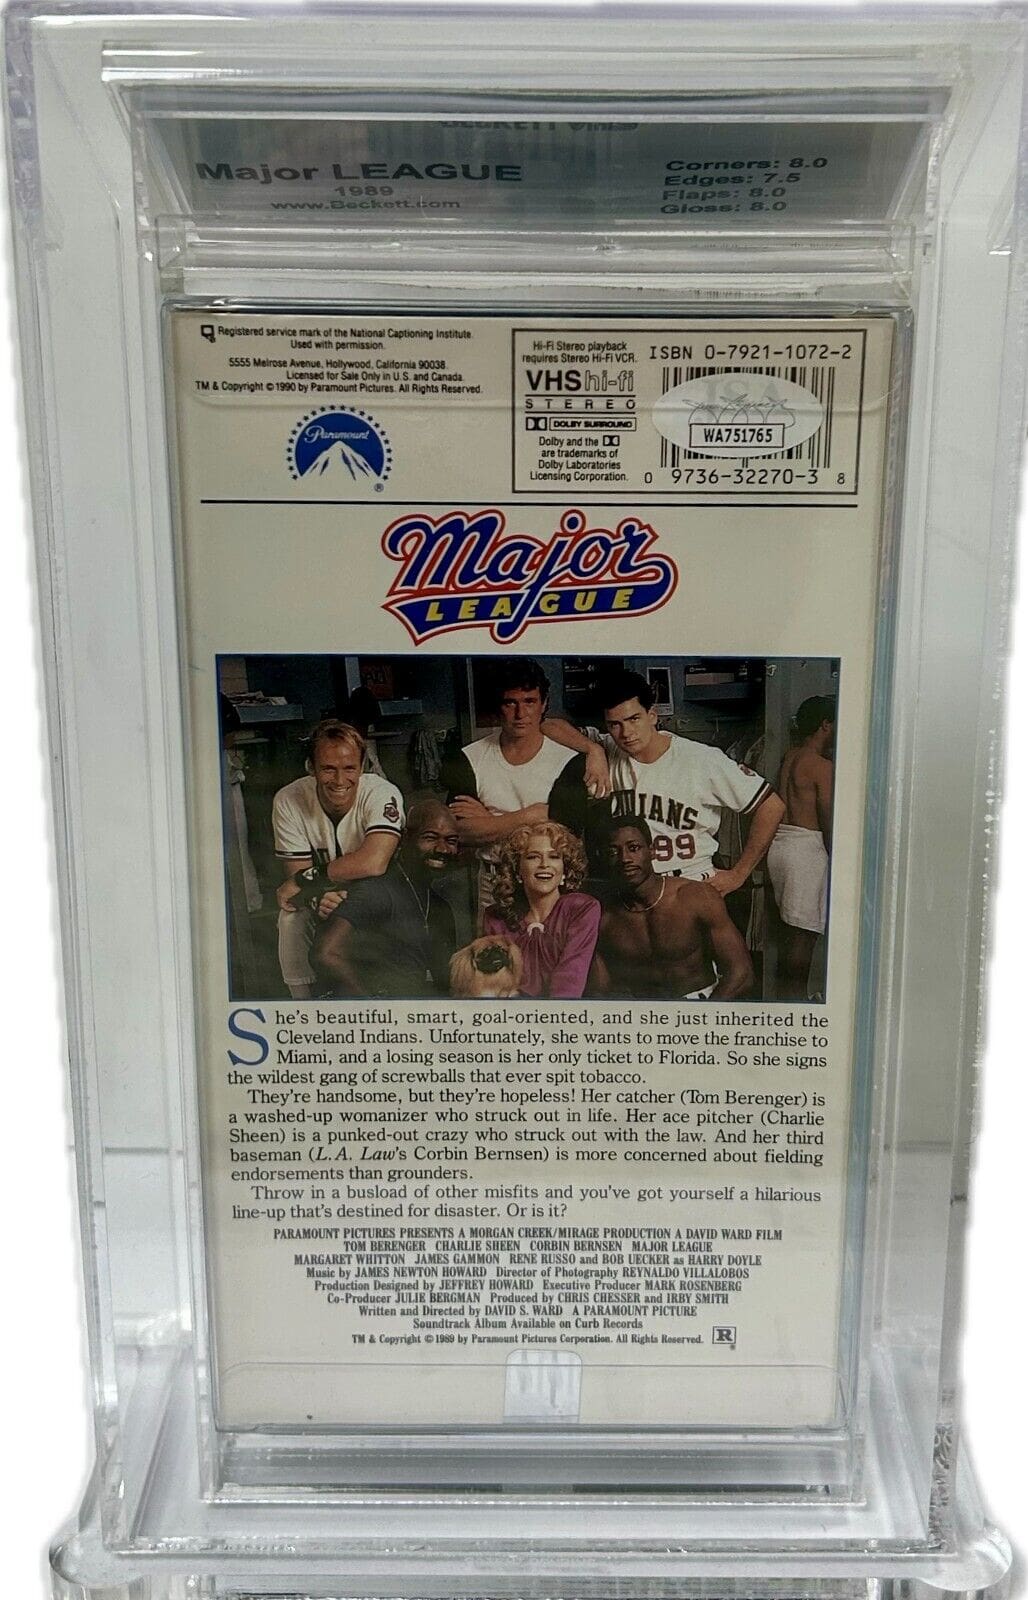 Major LEAGUE
1989
www.Beckett.com
Corners: 8.0
Edges: 7.5
Flaps: 8.0
Gloss: 8.0
Registered service mark of the National Captioning Institute.
Used with permission.
5555 Melrose Avenue, Hollywood, California 90038.
Licensed for Sale Only in U.S. and Canada.
TM & Copyright © 1990 by Paramount Pictures. All Rights Reserved.
Paramount
®
Hi-Fi Stereo playback
requires Stereo Hi-Fi VCR.
VHS hi-fi
STEREO
DOLBY SURROUND
Dolby and the
are trademarks of
Dolby Laboratories
Licensing Corporation.
ISBN 0-7921-1072-2
WA751765
0 9736-32270-3 8
Major
LEAGUE
INDIANS
99
She's beautiful, smart, goal-oriented, and she just inherited the
Cleveland Indians. Unfortunately, she wants to move the franchise to
Miami, and a losing season is her only ticket to Florida. So she signs
the wildest gang of screwballs that ever spit tobacco.
They're handsome, but they're hopeless! Her catcher (Tom Berenger) is
a washed-up womanizer who struck out in life. Her ace pitcher (Charlie
Sheen) is a punked-out crazy who struck out with the law. And her third
baseman (L.A. Law's Corbin Bernsen) is more concerned about fielding
endorsements than grounders.
Throw in a busload of other misfits and you've got yourself a hilarious
line-up that's destined for disaster. Or is it?
PARAMOUNT PICTURES PRESENTS A MORGAN CREEK/MIRAGE PRODUCTION A DAVID WARD FILM
TOM BERENGER CHARLIE SHEEN CORBIN BERNSEN MAJOR LEAGUE
MARGARET WHITTON JAMES GAMMON RENE RUSSO and BOB UECKER as HARRY DOYLE
Music by JAMES NEWTON HOWARD Director of Photography REYNALDO VILLALOBOS
Production Designed by JEFFREY HOWARD Executive Producer MARK ROSENBERG
Co-Producer JULIE BERGMAN Produced by CHRIS CHESSER and IRBY SMITH
Written and Directed by DAVID S. WARD A PARAMOUNT PICTURE
Soundtrack Album Available on Curb Records
TM & Copyright © 1989 by Paramount Pictures Corporation. All Rights Reserved. R